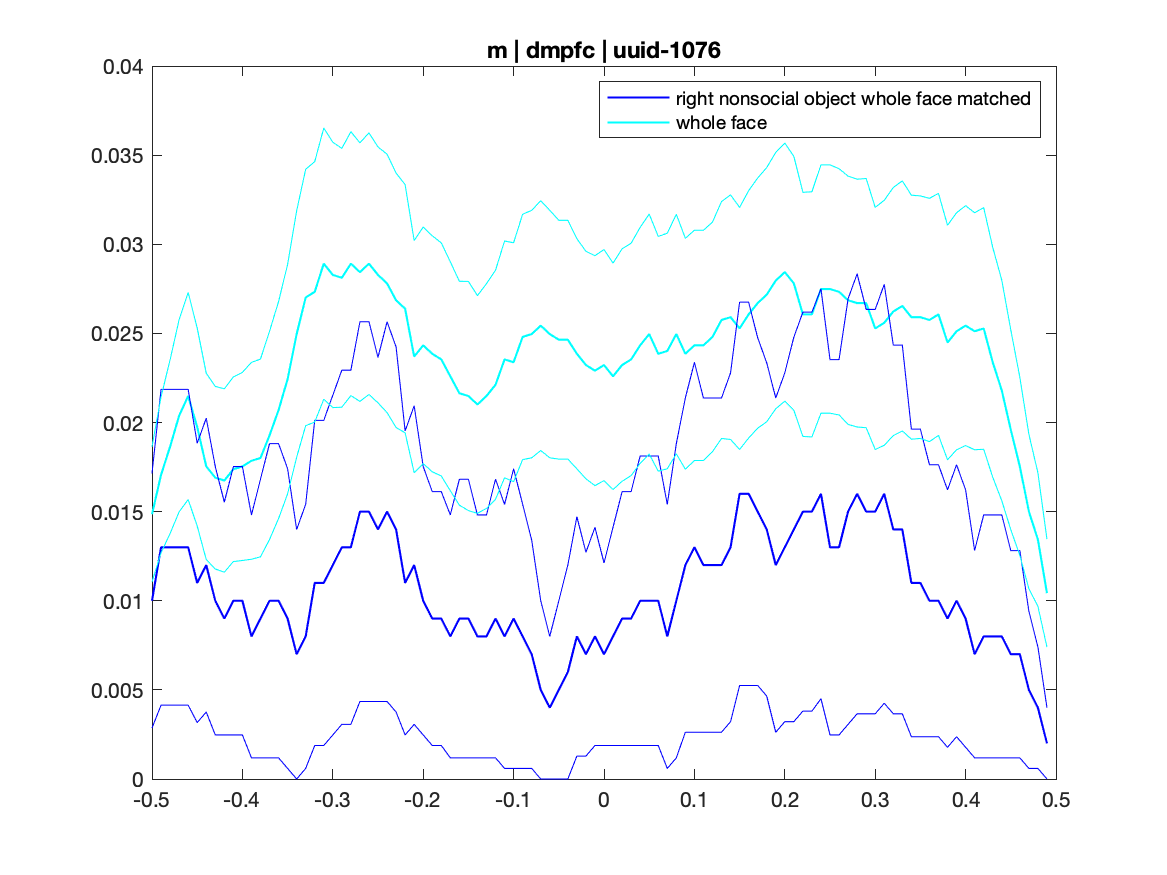 m | dmpfc | uuid-1076
right nonsocial object whole face matched
whole face
0.04
0.035
0.03
0.025
0.02
0.015
0.01
0.005
0
-0.5 -0.4 -0.3 -0.2 -0.1 0 0.1 0.2 0.3 0.4 0.5